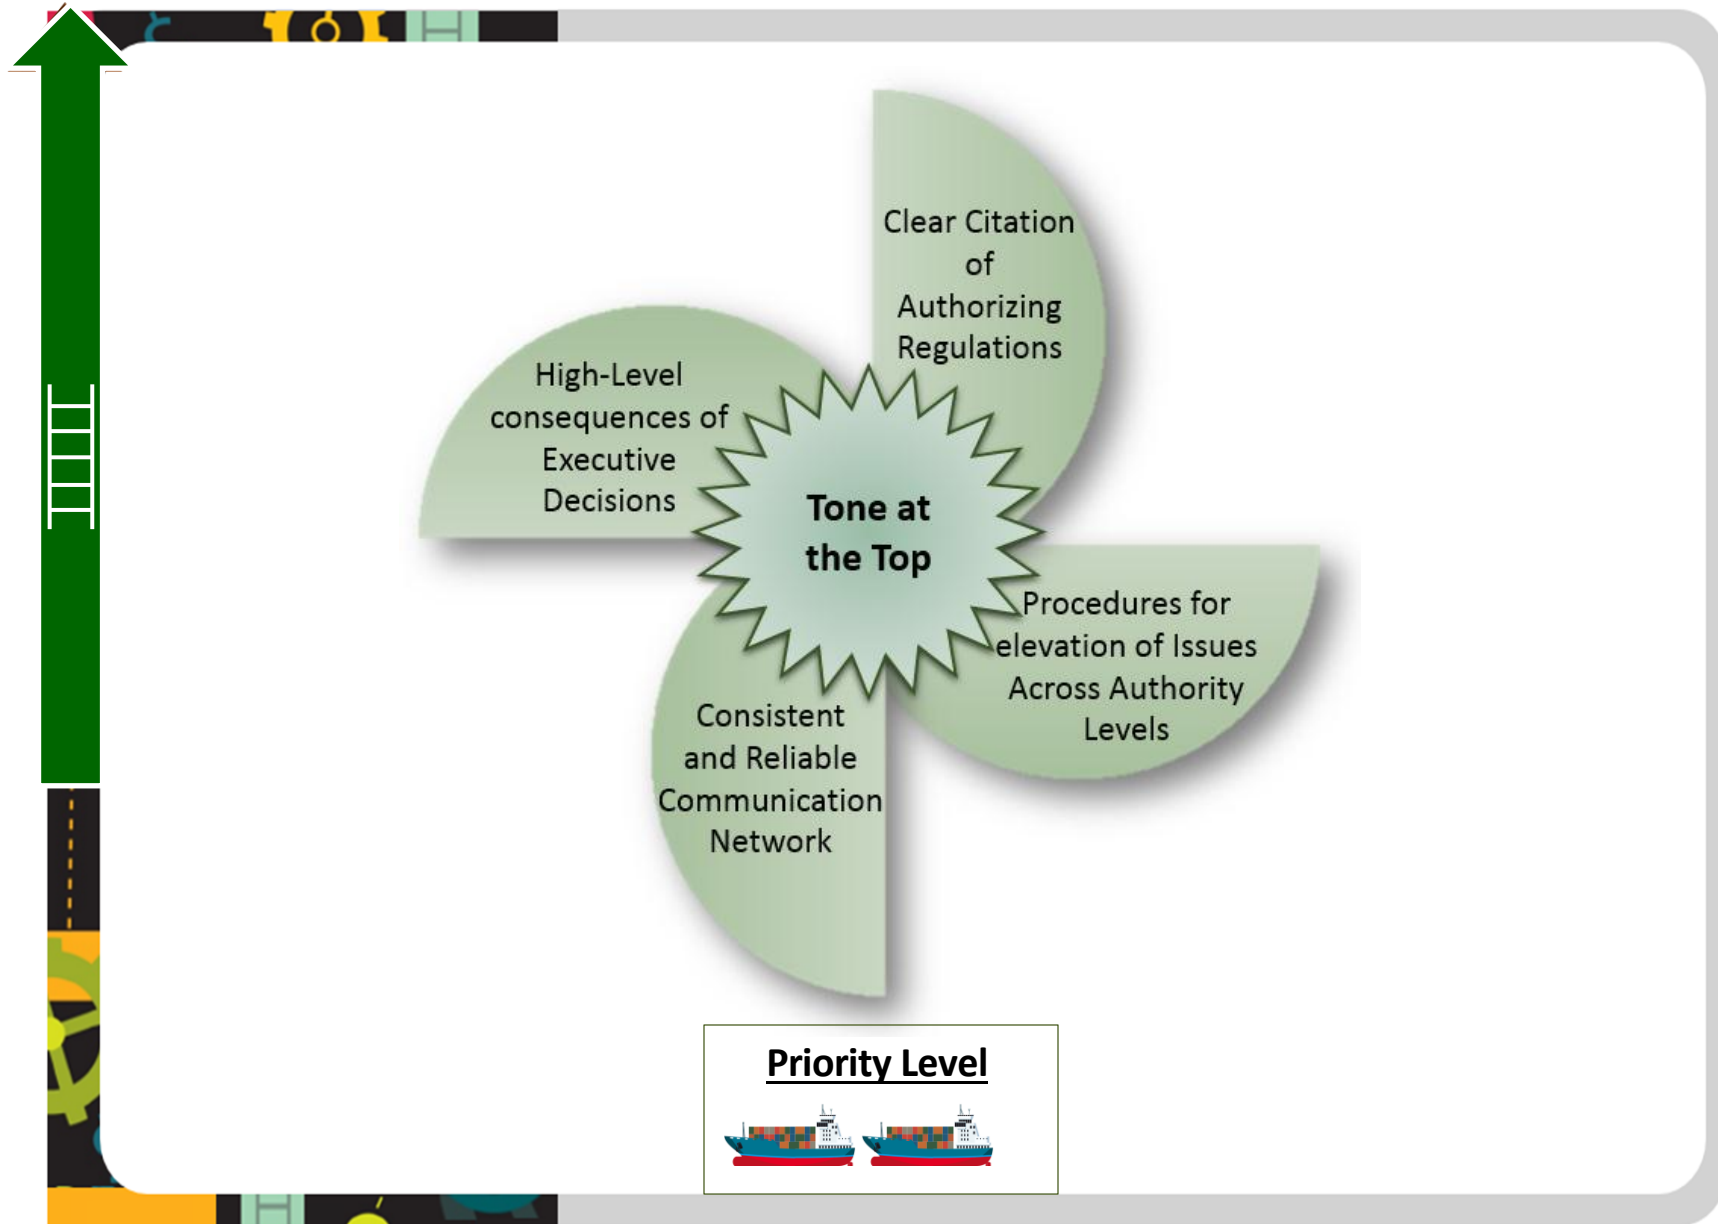 Clear Citation
of
Authorizing
Regulations
High-Level
consequences of
Executive
Decisions
Tone at
the Top
Procedures for
elevation of Issues
Across Authority
Levels
Consistent
and Reliable
Communication
Network
Priority Level